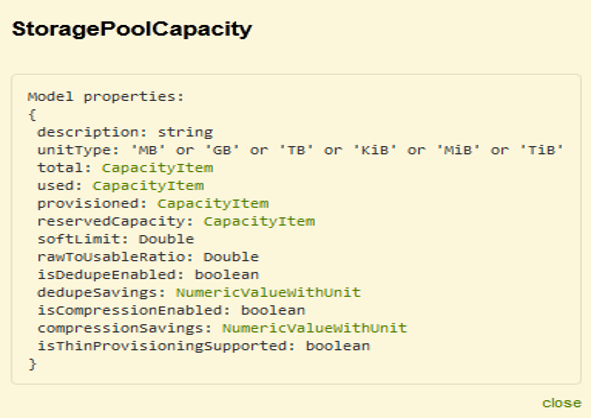 StoragePoolCapacity
Model properties:
{
description: string
unitType: 'MB' or 'GB' or 'TB' or 'KiB' or 'MiB' or 'TiB'
total: CapacityItem
used: CapacityItem
provisioned: CapacityItem
reservedCapacity: CapacityItem
softLimit: Double
rawToUsableRatio: Double
isDedupeEnabled: boolean
dedupeSavings: NumericValueWithUnit
isCompressionEnabled: boolean
compressionSavings: NumericValueWithUnit
isThinProvisioningSupported: boolean
}
close